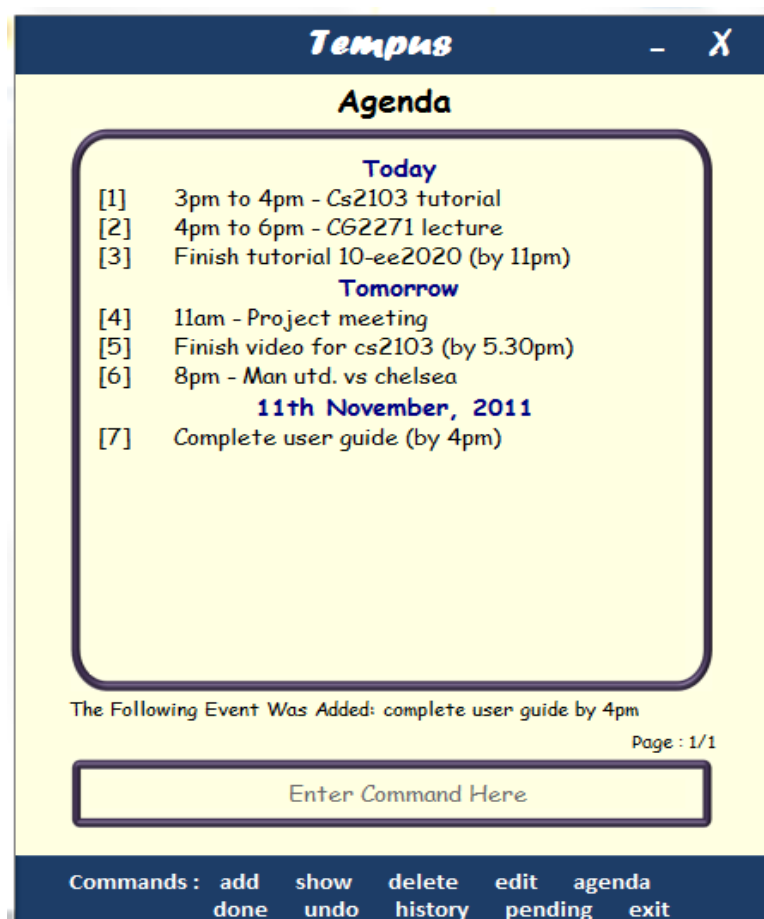 Tempus – X
Agenda
Today
[1] 3pm to 4pm - Cs2103 tutorial
[2] 4pm to 6pm - CG2271 lecture
[3] Finish tutorial 10-ee2020 (by 11pm)
Tomorrow
[4] 11am - Project meeting
[5] Finish video for cs2103 (by 5.30pm)
[6] 8pm - Man utd. vs chelsea
11th November, 2011
[7] Complete user guide (by 4pm)
The Following Event Was Added: complete user guide by 4pm
Page : 1/1
Enter Command Here
Commands : add show delete edit agenda
done undo history pending exit